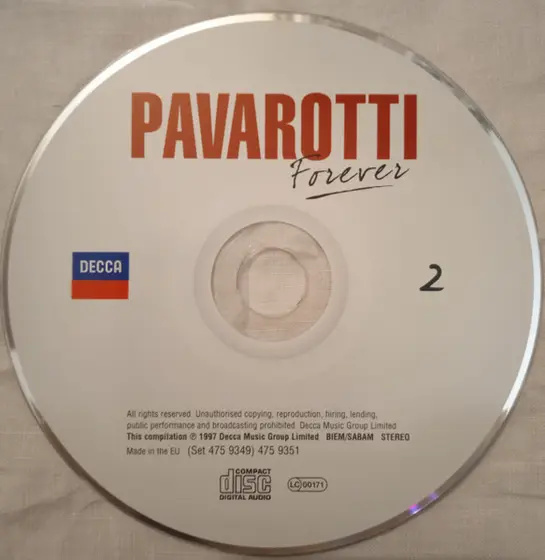 PAVAROTTI
Forever
DECCA
2
All rights reserved. Unauthorised copying, reproduction, hiring, lending,
public performance and broadcasting prohibited. Decca Music Group Limited
This compilation ℗ 1997 Decca Music Group Limited BIEM/SABAM STEREO
Made in the EU (Set 475 9349) 475 9351
COMPACT
disc
DIGITAL AUDIO
LC 00171